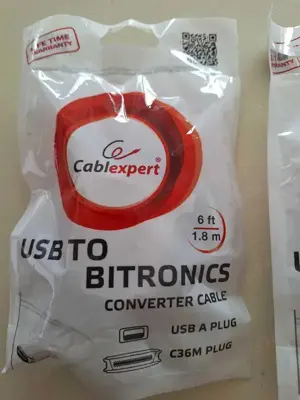 LIFE TIME
WARRANTY
Cablexpert®
6 ft
1.8 m
USB TO
BITRONICS
CONVERTER CABLE
USB A PLUG
C36M PLUG